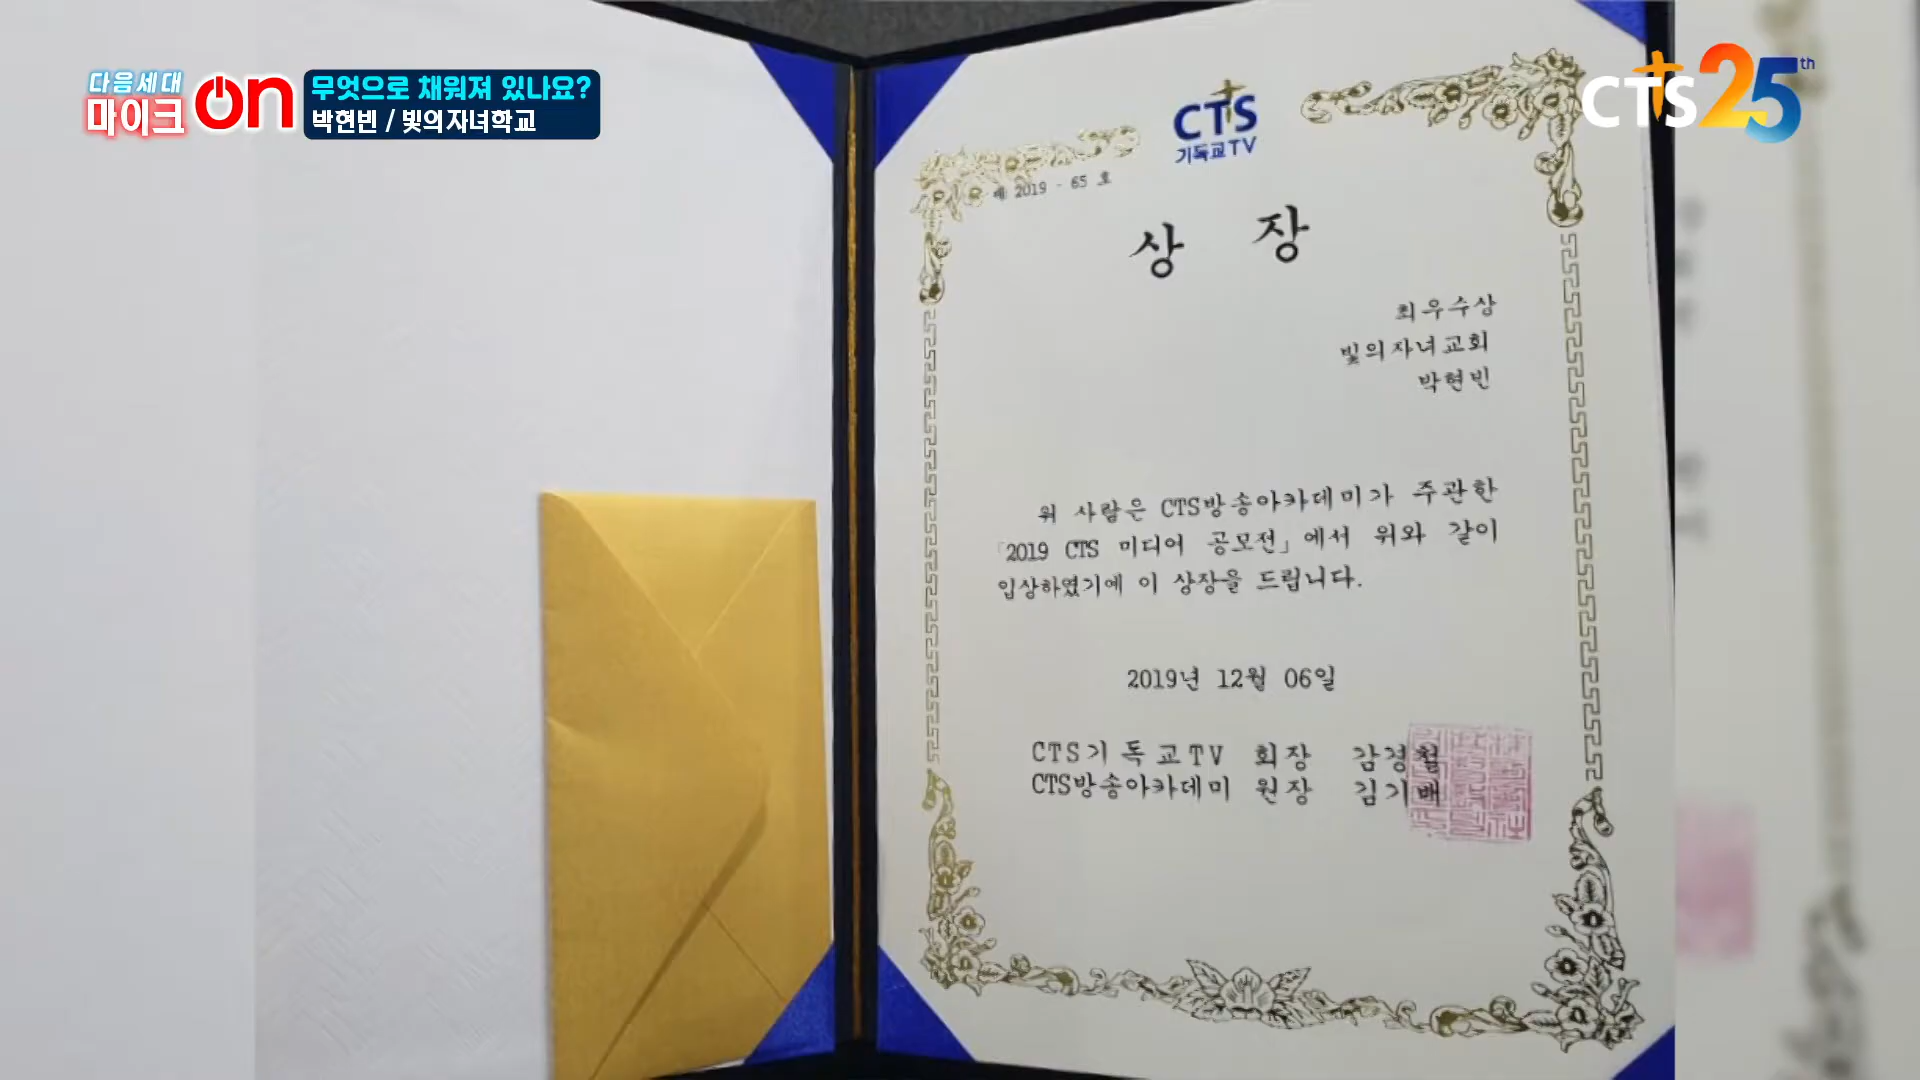 다음세대
마이크 on
무엇으로 채워져 있나요?
박현빈 / 빛의자녀학교
CTS25th
CTS
기독교TV
제 2019 - 65 호
상 장
최우수상
빛의자녀교회
박현빈
위 사람은 CTS방송아카데미가 주관한
「2019 CTS 미디어 공모전」에서 위와 같이
입상하였기에 이 상장을 드립니다.
2019년 12월 06일
CTS기독교TV 회장 감경철
CTS방송아카데미 원장 김기배